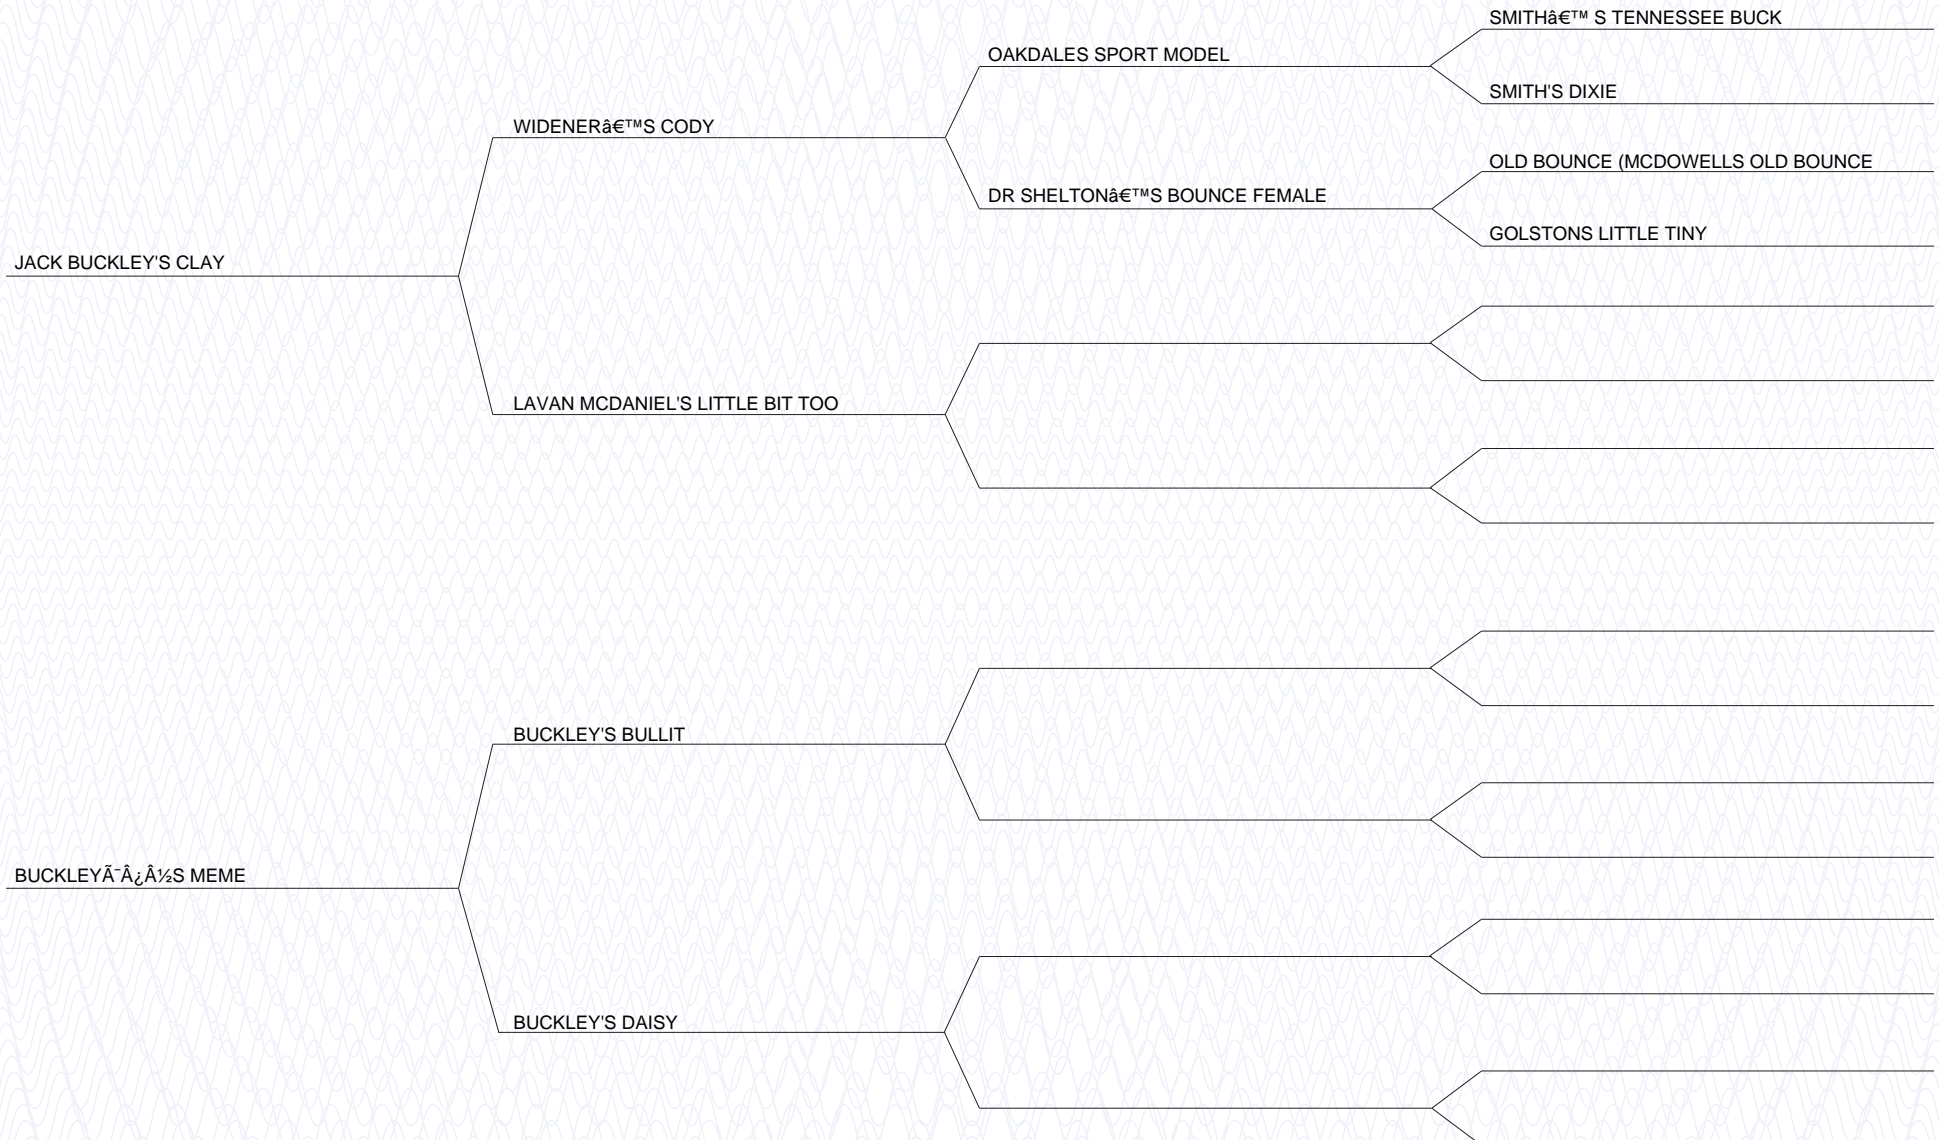 SMITHâ€™ S TENNESSEE BUCK
OAKDALES SPORT MODEL
SMITH'S DIXIE
WIDENERâ€™S CODY
OLD BOUNCE (MCDOWELLS OLD BOUNCE
DR SHELTONâ€™S BOUNCE FEMALE
GOLSTONS LITTLE TINY
JACK BUCKLEY'S CLAY
LAVAN MCDANIEL'S LITTLE BIT TOO
BUCKLEY'S BULLIT
BUCKLEYÃ¯Â¿Â½S MEME
BUCKLEY'S DAISY